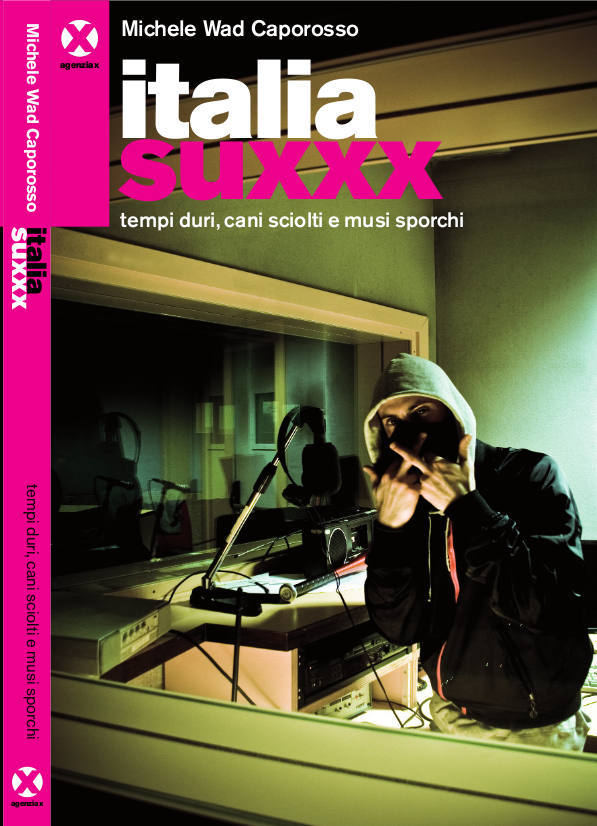 Michele Wad Caporosso
italia
suxxx
tempi duri, cani sciolti e musi sporchi
agenziax
Michele Wad Caporosso
italia
suxxx
tempi duri, cani sciolti e musi sporchi
agenziax